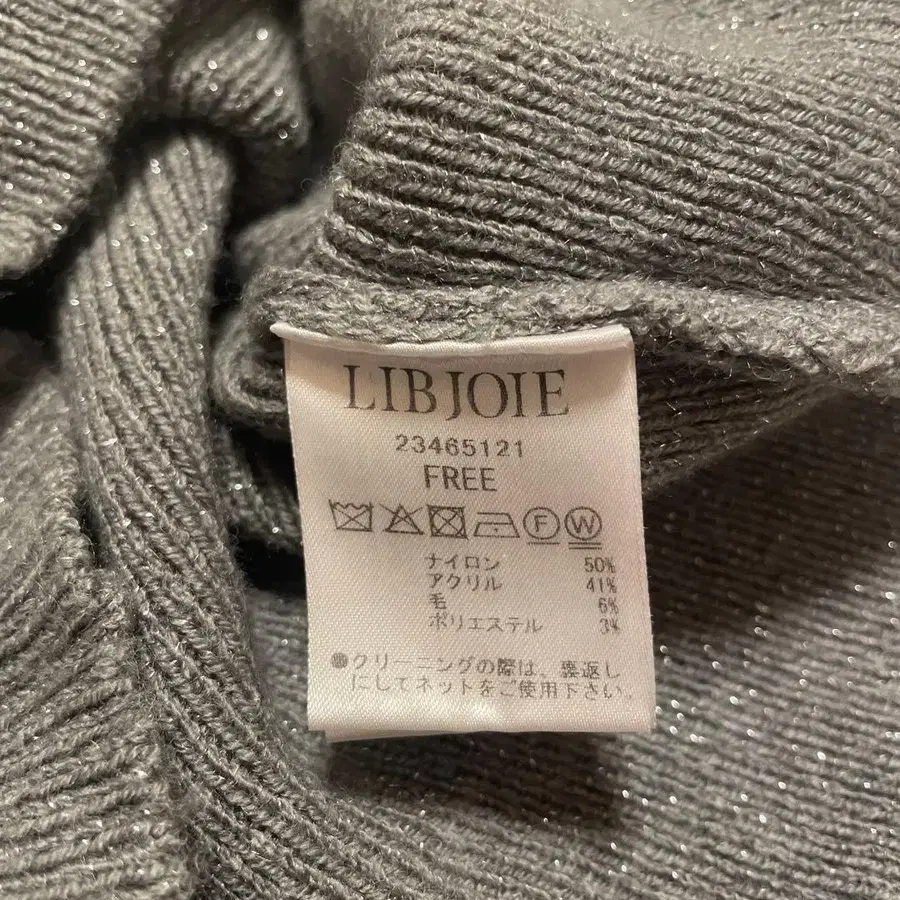 LIBJOIE
23465121
FREE
F W
ナイロン 50%
アクリル 41%
毛 6%
ポリエステル 3%
●クリーニングの際は、裏返し
にしてネットをご使用下さい。